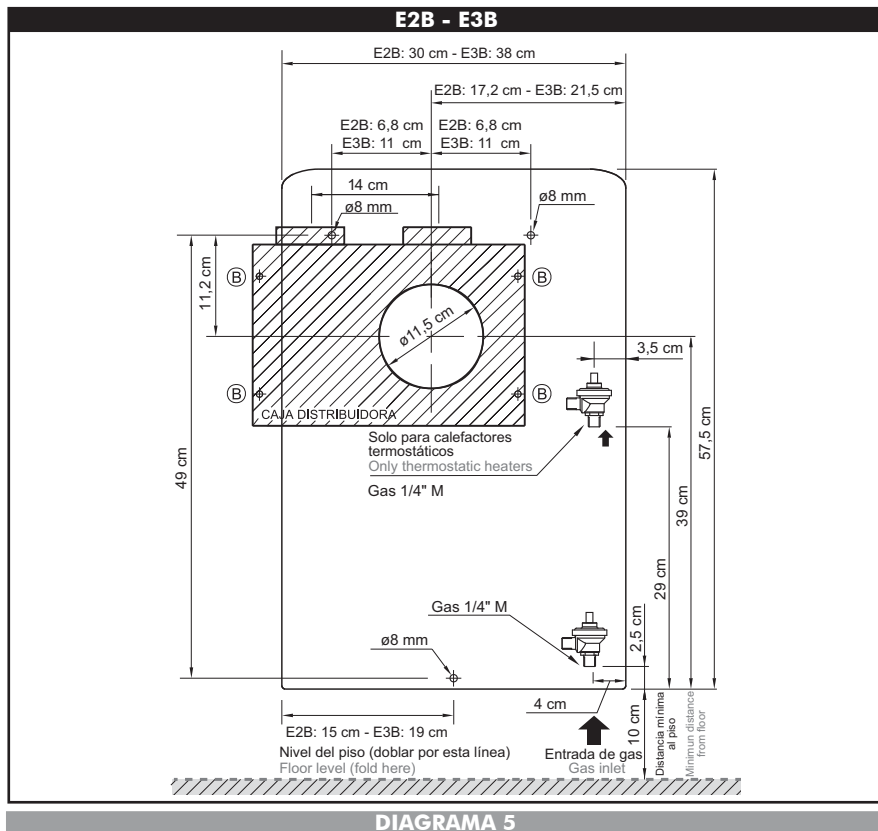 E2B - E3B
E2B: 30 cm - E3B: 38 cm
E2B: 17,2 cm - E3B: 21,5 cm
E2B: 6,8 cm
E3B: 11 cm
E2B: 6,8 cm
E3B: 11 cm
14 cm
ø8 mm
ø8 mm
11,2 cm
B
B
ø11,5 cm
3,5 cm
B
B
CAJA DISTRIBUÍDORA
Solo para calefactores
termostáticos
Only thermostatic heaters
Gas 1/4" M
49 cm
57,5 cm
39 cm
29 cm
Gas 1/4" M
2,5 cm
ø8 mm
4 cm
10 cm
Distancia mínima
al piso
Minimun distance
from floor
E2B: 15 cm - E3B: 19 cm
Nivel del piso (doblar por esta línea)
Floor level (fold here)
Entrada de gas
Gas inlet
DIAGRAMA 5